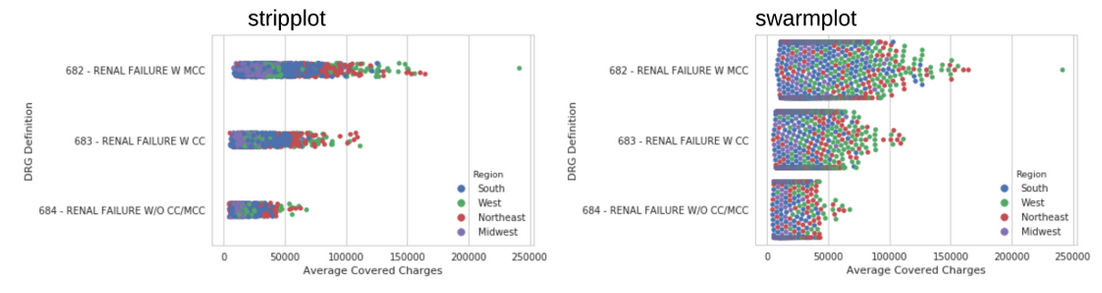 stripplot
DRG Definition
682 - RENAL FAILURE W MCC
683 - RENAL FAILURE W CC
684 - RENAL FAILURE W/O CC/MCC
Region
South
West
Northeast
Midwest
0 50000 100000 150000 200000 250000
Average Covered Charges
swarmplot
DRG Definition
682 - RENAL FAILURE W MCC
683 - RENAL FAILURE W CC
684 - RENAL FAILURE W/O CC/MCC
Region
South
West
Northeast
Midwest
0 50000 100000 150000 200000 250000
Average Covered Charges